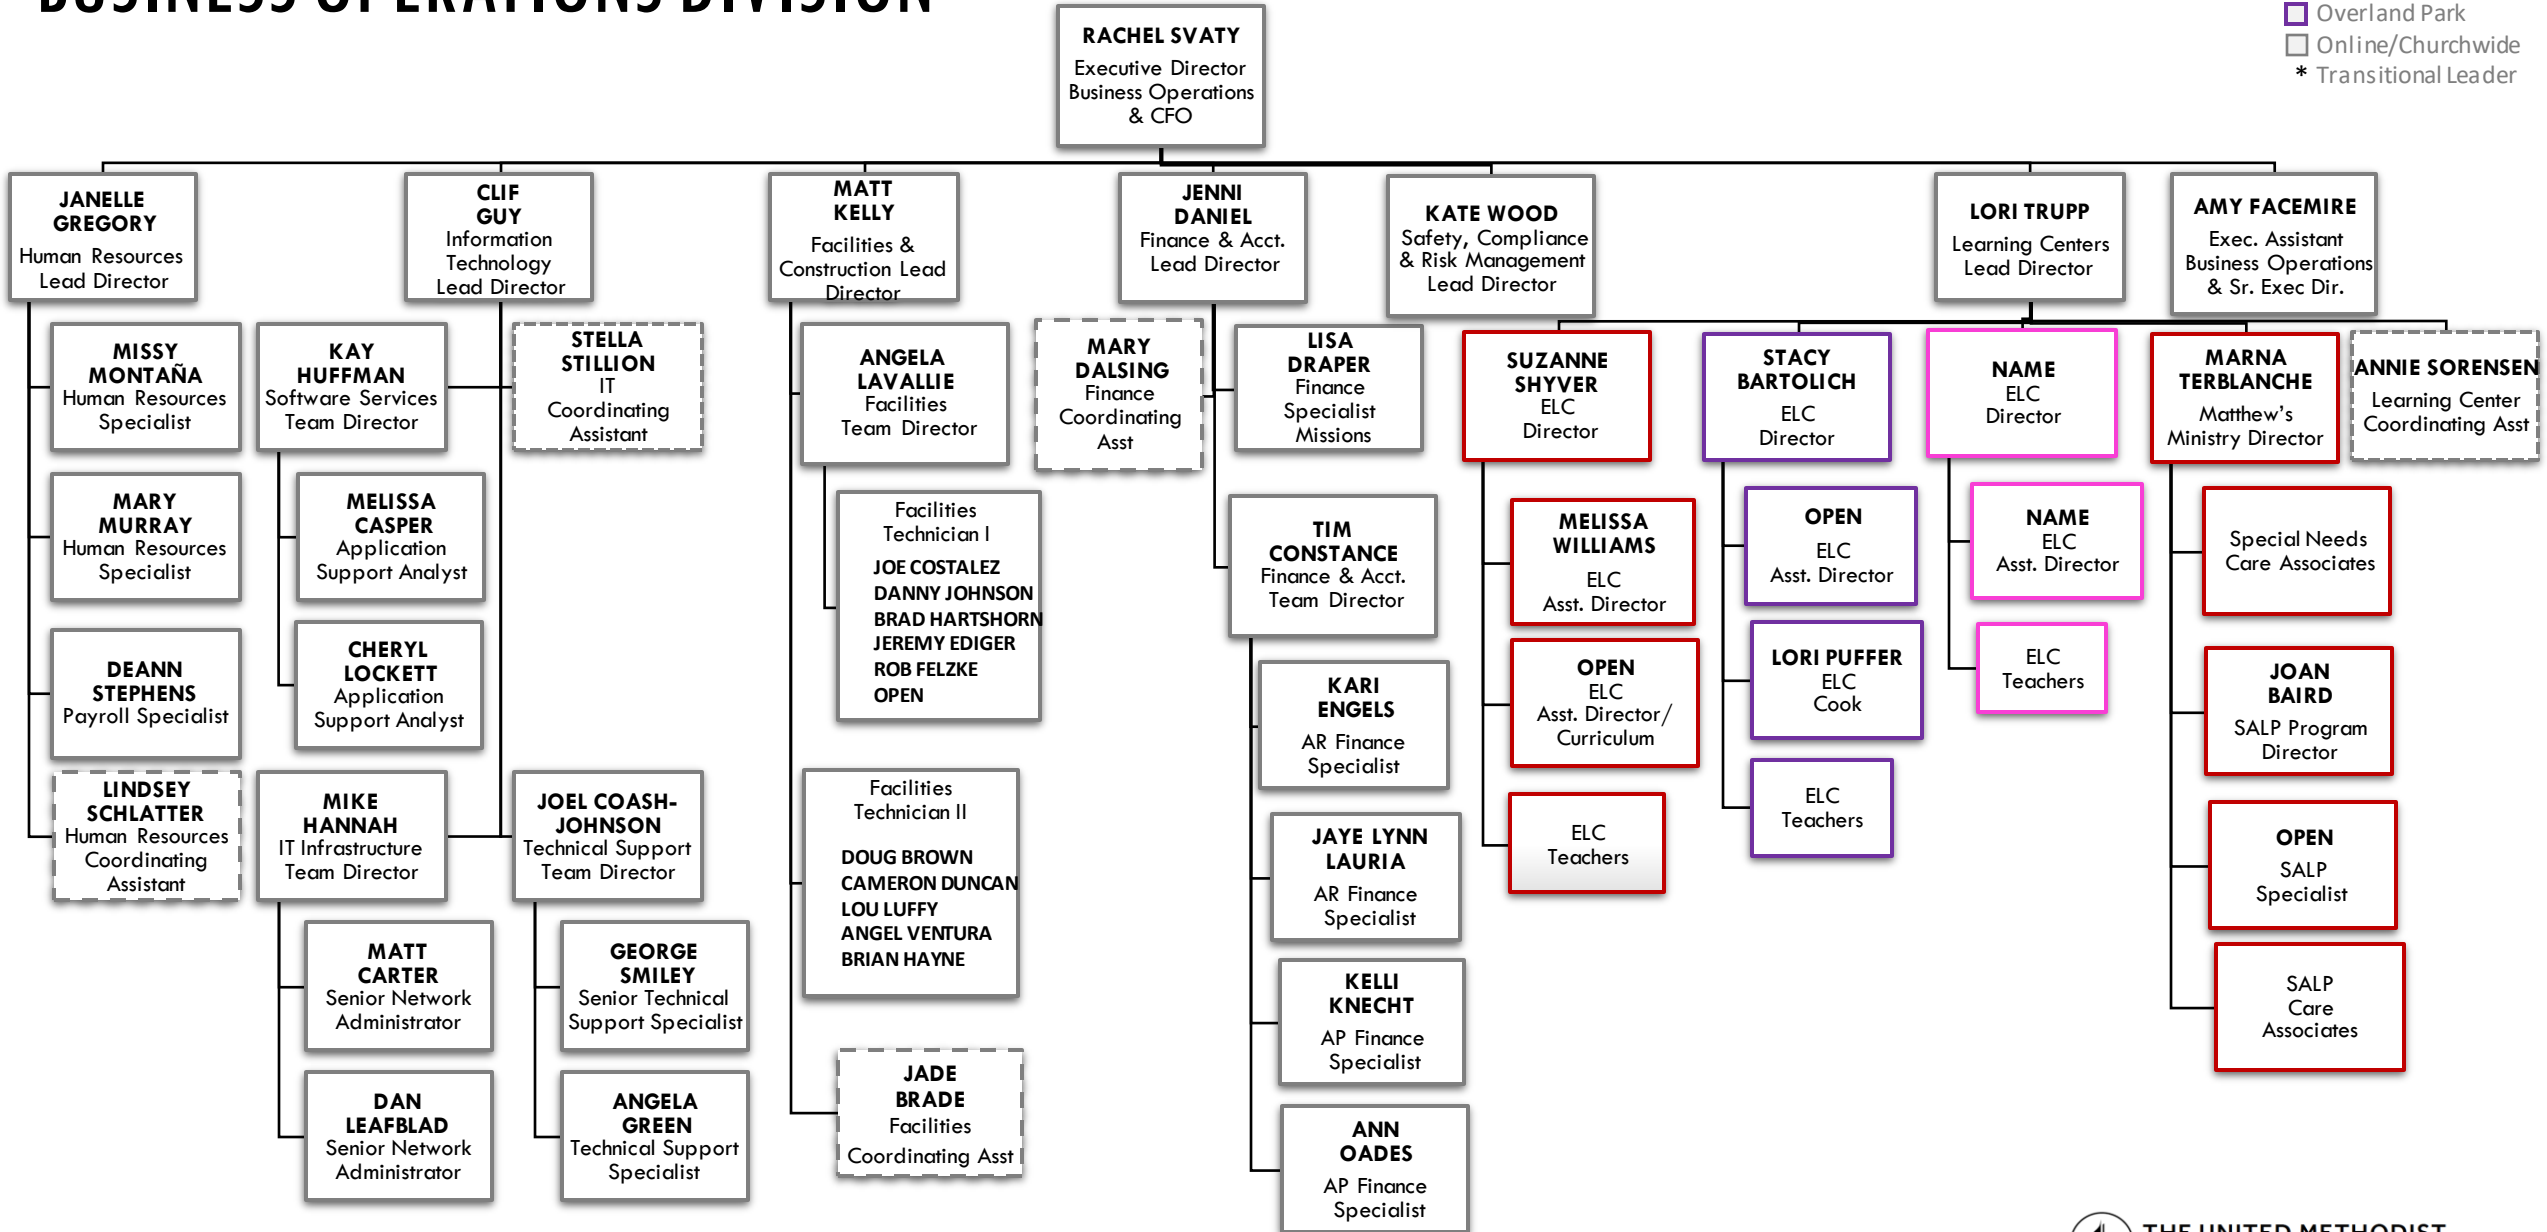 BUSINESS OPERATIONS DIVISION
Overland Park
Online/Churchwide
* Transitional Leader
RACHEL SVATY
Executive Director
Business Operations
& CFO
JANELLE
GREGORY
Human Resources
Lead Director
CLIF
GUY
Information
Technology
Lead Director
MATT
KELLY
Facilities &
Construction Lead
Director
JENNI
DANIEL
Finance & Acct.
Lead Director
KATE WOOD
Safety, Compliance
& Risk Management
Lead Director
LORI TRUPP
Learning Centers
Lead Director
AMY FACEMIRE
Exec. Assistant
Business Operations
& Sr. Exec Dir.
MISSY
MONTAÑA
Human Resources
Specialist
MARY
MURRAY
Human Resources
Specialist
DEANN
STEPHENS
Payroll Specialist
LINDSEY
SCHLATTER
Human Resources
Coordinating
Assistant
KAY
HUFFMAN
Software Services
Team Director
STELLA
STILLION
IT
Coordinating
Assistant
MELISSA
CASPER
Application
Support Analyst
CHERYL
LOCKETT
Application
Support Analyst
MIKE
HANNAH
IT Infrastructure
Team Director
JOEL COASH-
JOHNSON
Technical Support
Team Director
MATT
CARTER
Senior Network
Administrator
DAN
LEAFBLAD
Senior Network
Administrator
GEORGE
SMILEY
Senior Technical
Support Specialist
ANGELA
GREEN
Technical Support
Specialist
ANGELA
LAVALLIE
Facilities
Team Director
Facilities
Technician I
JOE COSTALEZ
DANNY JOHNSON
BRAD HARTSHORN
JEREMY EDIGER
ROB FELZKE
OPEN
Facilities
Technician II
DOUG BROWN
CAMERON DUNCAN
LOU LUFFY
ANGEL VENTURA
BRIAN HAYNE
JADE
BRADE
Facilities
Coordinating Asst
MARY
DALSING
Finance
Coordinating
Asst
LISA
DRAPER
Finance
Specialist
Missions
TIM
CONSTANCE
Finance & Acct.
Team Director
KARI
ENGELS
AR Finance
Specialist
JAYE LYNN
LAURIA
AR Finance
Specialist
KELLI
KNECHT
AP Finance
Specialist
ANN
OADES
AP Finance
Specialist
SUZANNE
SHYVER
ELC
Director
MELISSA
WILLIAMS
ELC
Asst. Director
OPEN
ELC
Asst. Director/
Curriculum
ELC
Teachers
STACY
BARTOLICH
ELC
Director
OPEN
ELC
Asst. Director
LORI PUFFER
ELC
Cook
ELC
Teachers
NAME
ELC
Director
NAME
ELC
Asst. Director
ELC
Teachers
MARNA
TERBLANCHE
Matthew's
Ministry Director
Special Needs
Care Associates
JOAN
BAIRD
SALP Program
Director
OPEN
SALP
Specialist
SALP
Care
Associates
ANNIE SORENSEN
Learning Center
Coordinating Asst
THE UNITED METHODIST